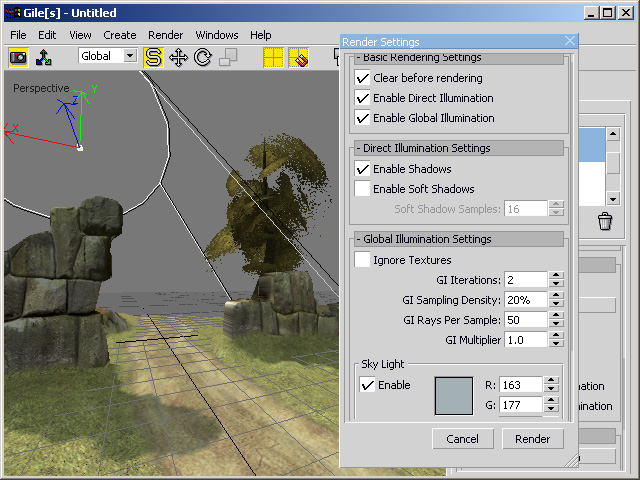 Gile[s] - Untitled
File Edit View Create Render Help
Global
S
Perspective
Y
Z
X
Render Settings
- Basic Rendering Settings
Clear before rendering
Enable Direct Illumination
Enable Global Illumination
- Direct Illumination Settings
Enable Shadows
Enable Soft Shadows
Soft Shadow Samples: 16
- Global Illumination Settings
Ignore Textures
GI Iterations: 2
GI Sampling Density: 20%
GI Rays Per Sample: 50
GI Multiplier 1.0
Sky Light
Enable
R: 163
G: 177
Cancel Render